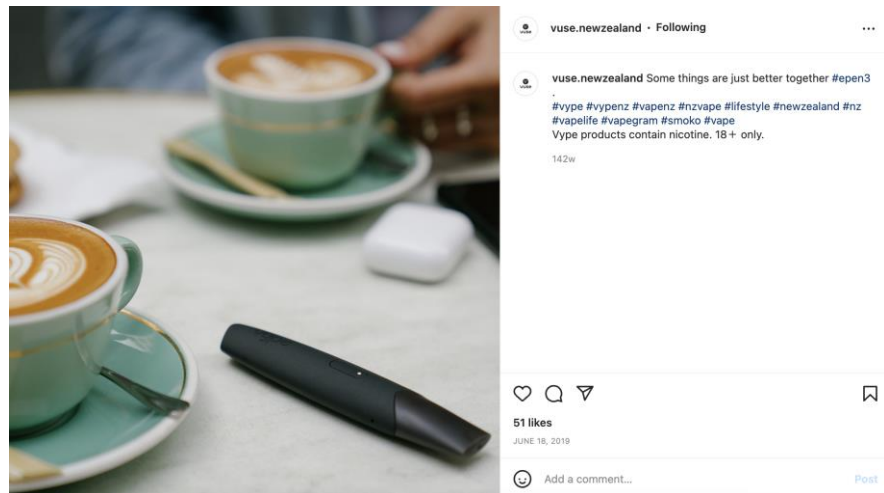 vuse.newzealand • Following
vuse.newzealand Some things are just better together #epen3
.
#vype #vypenz #vapenz #nzvape #lifestyle #newzealand #nz
#vapelife #vapegram #smoko #vape
Vype products contain nicotine. 18+ only.
142w
51 likes
JUNE 18, 2019
Add a comment...
Post